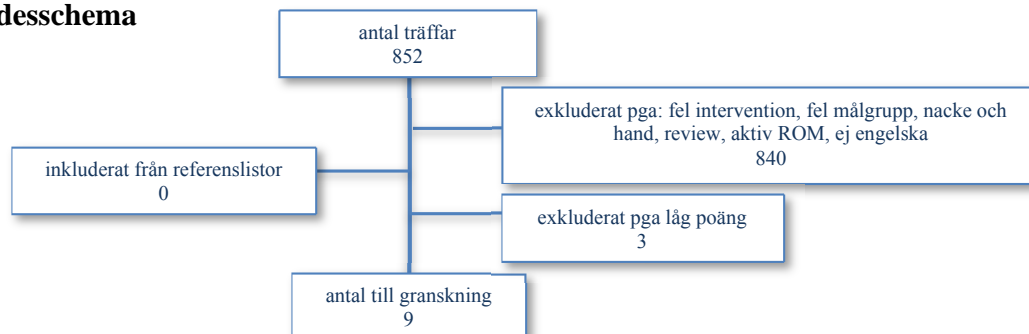 desschema
antal träffar
852
exkluderat pga: fel intervention, fel målgrupp, nacke och
hand, review, aktiv ROM, ej engelska
840
inkluderat från referenslistor
0
exkluderat pga låg poäng
3
antal till granskning
9